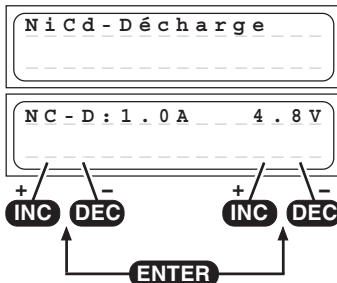 NiCd-Décharge
NC-D:1.0A 4.8V
+ - + -
INC DEC INC DEC
ENTER